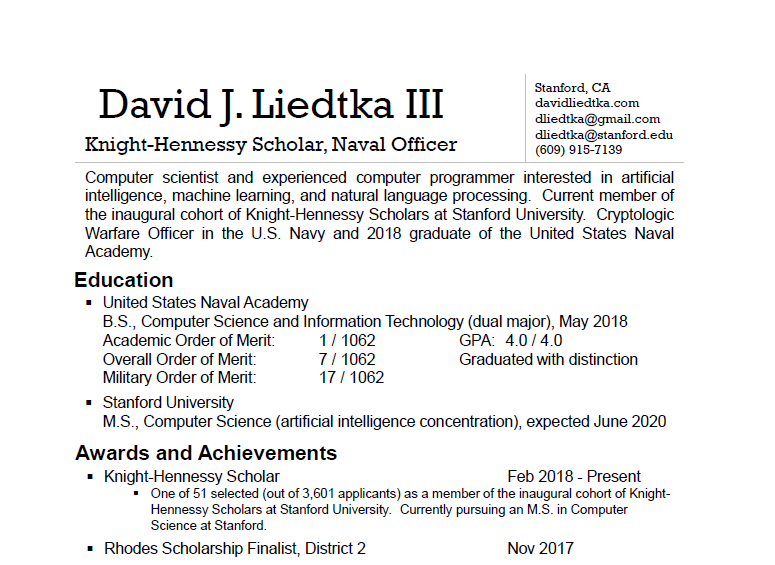 David J. Liedtka III
Knight-Hennessy Scholar, Naval Officer
Stanford, CA
davidliedtka.com
dliedtka@gmail.com
dliedtka@stanford.edu
(609) 915-7139
Computer scientist and experienced computer programmer interested in artificial
intelligence, machine learning, and natural language processing. Current member of
the inaugural cohort of Knight-Hennessy Scholars at Stanford University. Cryptologic
Warfare Officer in the U.S. Navy and 2018 graduate of the United States Naval
Academy.
Education
▪ United States Naval Academy
B.S., Computer Science and Information Technology (dual major), May 2018
Academic Order of Merit: 1 / 1062 GPA: 4.0 / 4.0
Overall Order of Merit: 7 / 1062 Graduated with distinction
Military Order of Merit: 17 / 1062
▪ Stanford University
M.S., Computer Science (artificial intelligence concentration), expected June 2020
Awards and Achievements
▪ Knight-Hennessy Scholar Feb 2018 - Present
▪ One of 51 selected (out of 3,601 applicants) as a member of the inaugural cohort of Knight-
Hennessy Scholars at Stanford University. Currently pursuing an M.S. in Computer
Science at Stanford.
▪ Rhodes Scholarship Finalist, District 2 Nov 2017